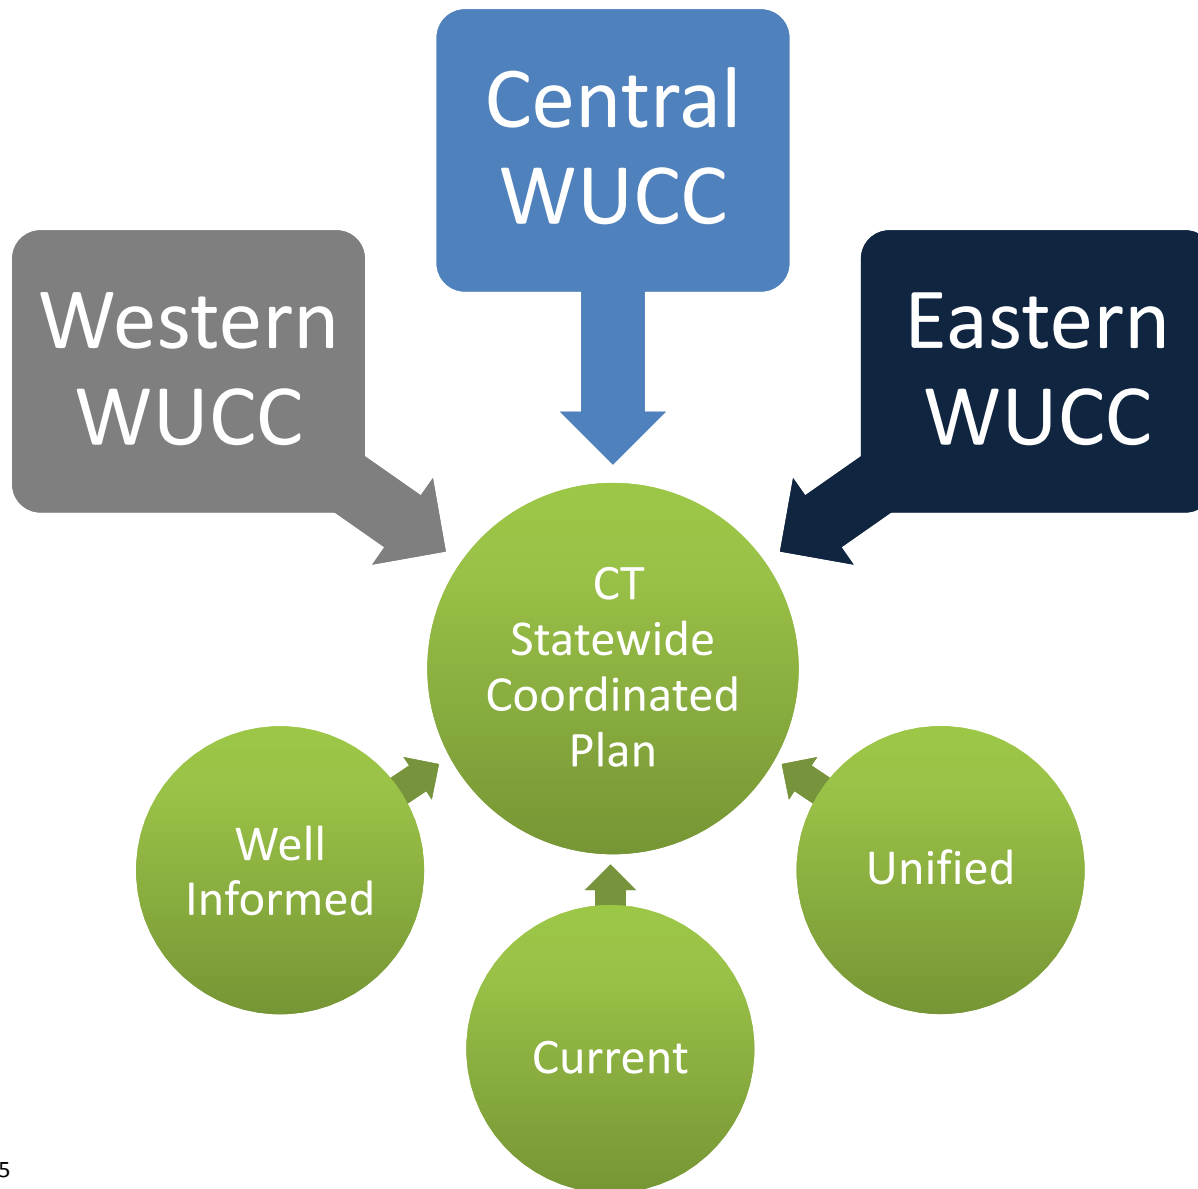 Central
WUCC
Western
WUCC
Eastern
WUCC
CT
Statewide
Coordinated
Plan
Well
Informed
Unified
Current
5